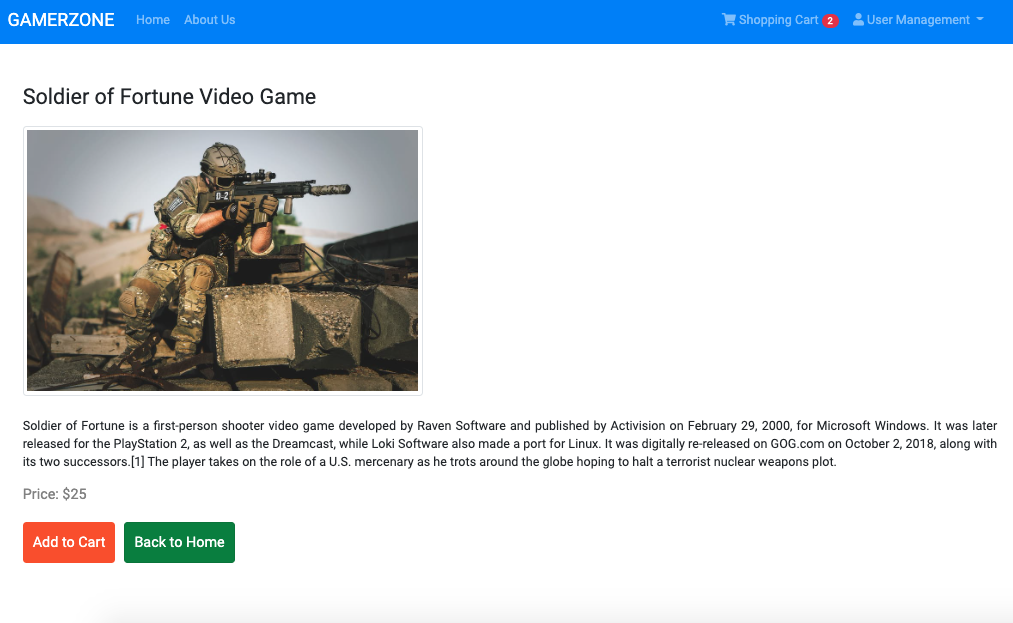 GAMERZONE Home About Us Shopping Cart 2 User Management
Soldier of Fortune Video Game
0-2
Soldier of Fortune is a first-person shooter video game developed by Raven Software and published by Activision on February 29, 2000, for Microsoft Windows. It was later
released for the PlayStation 2, as well as the Dreamcast, while Loki Software also made a port for Linux. It was digitally re-released on GOG.com on October 2, 2018, along with
its two successors.[1] The player takes on the role of a U.S. mercenary as he trots around the globe hoping to halt a terrorist nuclear weapons plot.
Price: $25
Add to Cart Back to Home